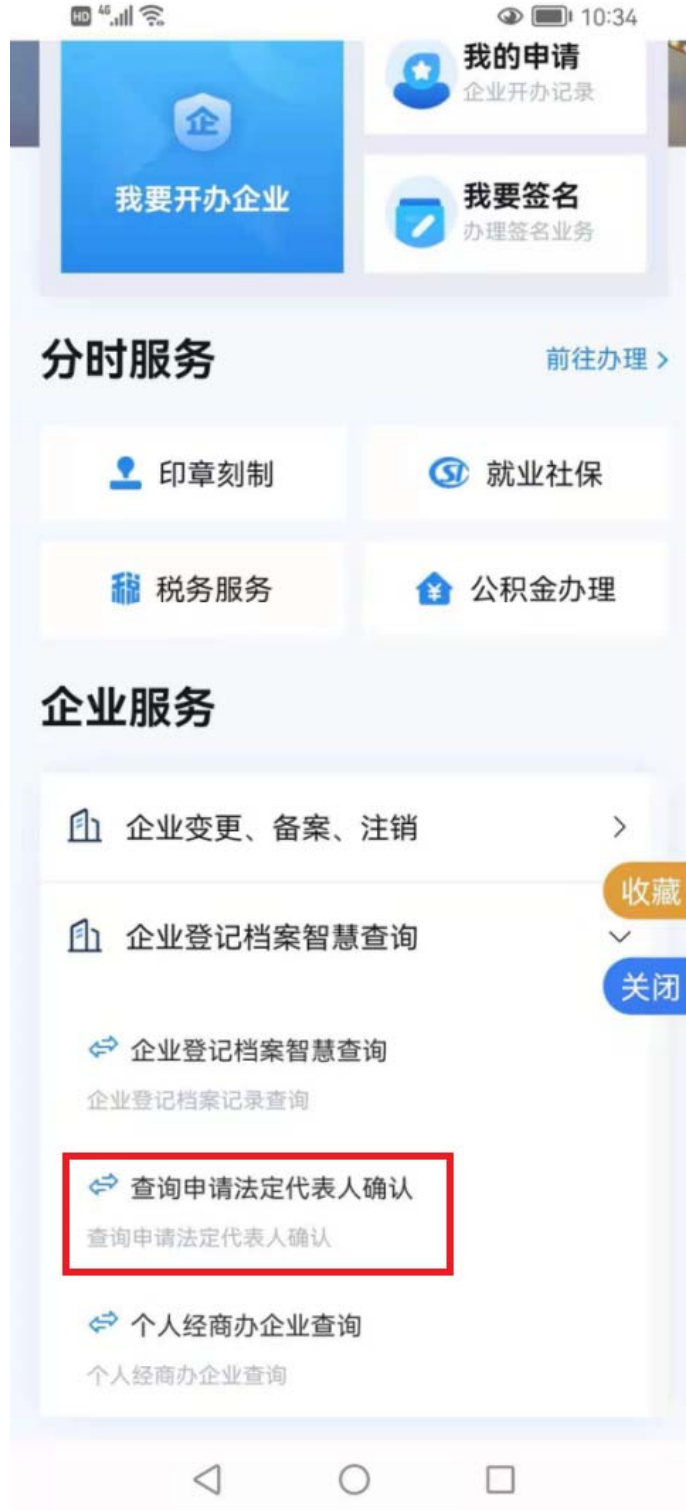 HD 4G 10:34
我的申请
企业开办记录
企
我要开办企业
我要签名
办理签名业务
分时服务 前往办理 >
印章刻制 就业社保
税 税务服务 公积金办理
企业服务
企业变更、备案、注销
收藏
企业登记档案智慧查询
关闭
企业登记档案智慧查询
企业登记档案记录查询
查询申请法定代表人确认
查询申请法定代表人确认
个人经商办企业查询
个人经商办企业查询